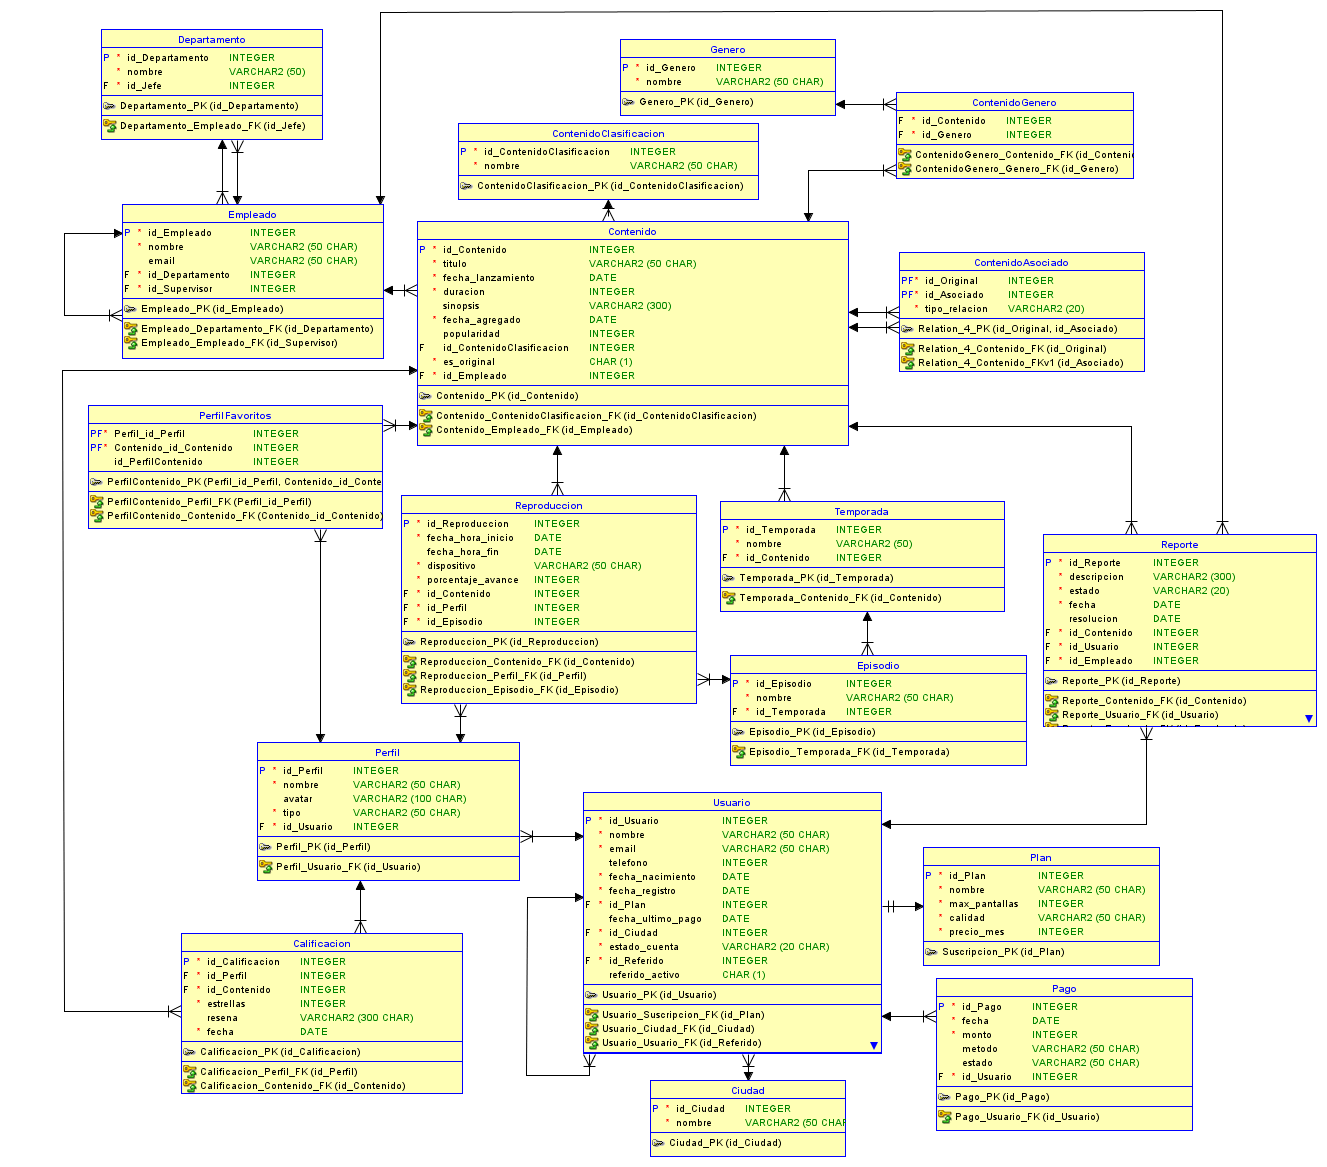 Departamento
P * id_Departamento INTEGER
* nombre VARCHAR2 (50)
F * id_Jefe INTEGER
Departamento_PK (id_Departamento)
Departamento_Empleado_FK (id_Jefe)
Genero
P * id_Genero INTEGER
* nombre VARCHAR2 (50 CHAR)
Genero_PK (id_Genero)
ContenidoGenero
F * id_Contenido INTEGER
F * id_Genero INTEGER
ContenidoGenero_Contenido_FK (id_Conteni
ContenidoGenero_Genero_FK (id_Genero)
ContenidoClasificacion
P * id_ContenidoClasificacion INTEGER
* nombre VARCHAR2 (50 CHAR)
ContenidoClasificacion_PK (id_ContenidoClasificacion)
Empleado
P * id_Empleado INTEGER
* nombre VARCHAR2 (50 CHAR)
email VARCHAR2 (50 CHAR)
F * id_Departamento INTEGER
F * id_Supervisor INTEGER
Empleado_PK (id_Empleado)
Empleado_Departamento_FK (id_Departamento)
Empleado_Empleado_FK (id_Supervisor)
Contenido
P * id_Contenido INTEGER
* titulo VARCHAR2 (50 CHAR)
* fecha_lanzamiento DATE
* duracion INTEGER
sinopsis VARCHAR2 (300)
* fecha_agregado DATE
popularidad INTEGER
F id_ContenidoClasificacion INTEGER
* es_original CHAR (1)
F * id_Empleado INTEGER
Contenido_PK (id_Contenido)
Contenido_ContenidoClasificacion_FK (id_ContenidoClasificacion)
Contenido_Empleado_FK (id_Empleado)
ContenidoAsociado
PF* id_Original INTEGER
PF* id_Asociado INTEGER
* tipo_relacion VARCHAR2 (20)
Relation_4_PK (id_Original, id_Asociado)
Relation_4_Contenido_FK (id_Original)
Relation_4_Contenido_FKv1 (id_Asociado)
PerfilFavoritos
PF* Perfil_id_Perfil INTEGER
PF* Contenido_id_Contenido INTEGER
id_PerfilContenido INTEGER
PerfilContenido_PK (Perfil_id_Perfil, Contenido_id_Conte
PerfilContenido_Perfil_FK (Perfil_id_Perfil)
PerfilContenido_Contenido_FK (Contenido_id_Contenido)
Reproduccion
P * id_Reproduccion INTEGER
* fecha_hora_inicio DATE
fecha_hora_fin DATE
* dispositivo VARCHAR2 (50 CHAR)
* porcentaje_avance INTEGER
F * id_Contenido INTEGER
F * id_Perfil INTEGER
F * id_Episodio INTEGER
Reproduccion_PK (id_Reproduccion)
Reproduccion_Contenido_FK (id_Contenido)
Reproduccion_Perfil_FK (id_Perfil)
Reproduccion_Episodio_FK (id_Episodio)
Temporada
P * id_Temporada INTEGER
* nombre VARCHAR2 (50)
F * id_Contenido INTEGER
Temporada_PK (id_Temporada)
Temporada_Contenido_FK (id_Contenido)
Reporte
P * id_Reporte INTEGER
* descripcion VARCHAR2 (300)
* estado VARCHAR2 (20)
* fecha DATE
resolucion DATE
F * id_Contenido INTEGER
F * id_Usuario INTEGER
F * id_Empleado INTEGER
Reporte_PK (id_Reporte)
Reporte_Contenido_FK (id_Contenido)
Reporte_Usuario_FK (id_Usuario)
Episodio
P * id_Episodio INTEGER
* nombre VARCHAR2 (50 CHAR)
F * id_Temporada INTEGER
Episodio_PK (id_Episodio)
Episodio_Temporada_FK (id_Temporada)
Perfil
P * id_Perfil INTEGER
* nombre VARCHAR2 (50 CHAR)
avatar VARCHAR2 (100 CHAR)
* tipo VARCHAR2 (50 CHAR)
F * id_Usuario INTEGER
Perfil_PK (id_Perfil)
Perfil_Usuario_FK (id_Usuario)
Usuario
P * id_Usuario INTEGER
* nombre VARCHAR2 (50 CHAR)
* email VARCHAR2 (50 CHAR)
telefono INTEGER
* fecha_nacimiento DATE
* fecha_registro DATE
F * id_Plan INTEGER
fecha_ultimo_pago DATE
F * id_Ciudad INTEGER
* estado_cuenta VARCHAR2 (20 CHAR)
F * id_Referido INTEGER
referido_activo CHAR (1)
Usuario_PK (id_Usuario)
Usuario_Suscripcion_FK (id_Plan)
Usuario_Ciudad_FK (id_Ciudad)
Usuario_Usuario_FK (id_Referido)
Plan
P * id_Plan INTEGER
* nombre VARCHAR2 (50 CHAR)
* max_pantallas INTEGER
* calidad VARCHAR2 (50 CHAR)
* precio_mes INTEGER
Suscripcion_PK (id_Plan)
Calificacion
P * id_Calificacion INTEGER
F * id_Perfil INTEGER
F * id_Contenido INTEGER
* estrellas INTEGER
resena VARCHAR2 (300 CHAR)
* fecha DATE
Calificacion_PK (id_Calificacion)
Calificacion_Perfil_FK (id_Perfil)
Calificacion_Contenido_FK (id_Contenido)
Pago
P * id_Pago INTEGER
* fecha DATE
* monto INTEGER
metodo VARCHAR2 (50 CHAR)
estado VARCHAR2 (50 CHAR)
F * id_Usuario INTEGER
Pago_PK (id_Pago)
Pago_Usuario_FK (id_Usuario)
Ciudad
P * id_Ciudad INTEGER
* nombre VARCHAR2 (50 CHAR
Ciudad_PK (id_Ciudad)